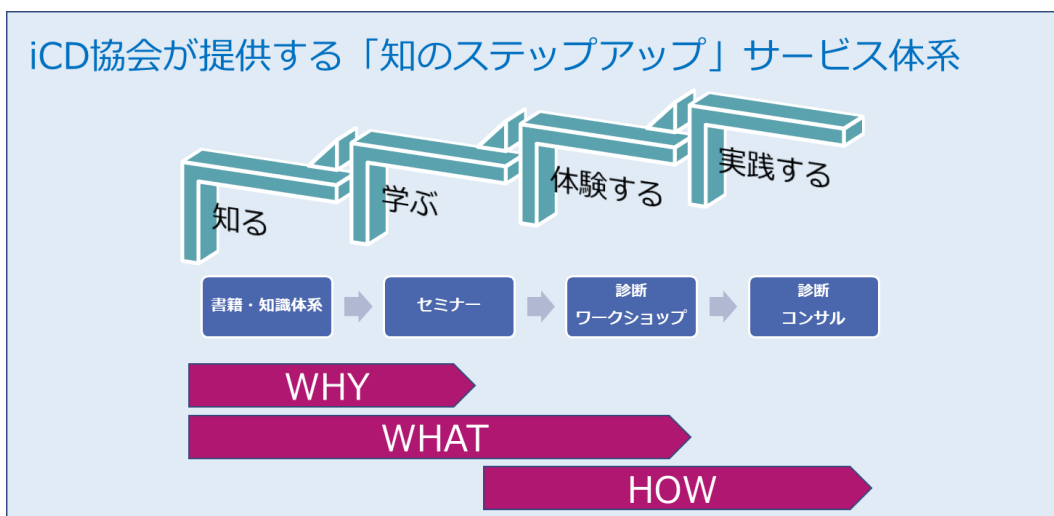 iCD協会が提供する「知のステップアップ」サービス体系
知る
学ぶ
体験する
実践する
書籍・知識体系
セミナー
診断
ワークショップ
診断
コンサル
WHY
WHAT
HOW